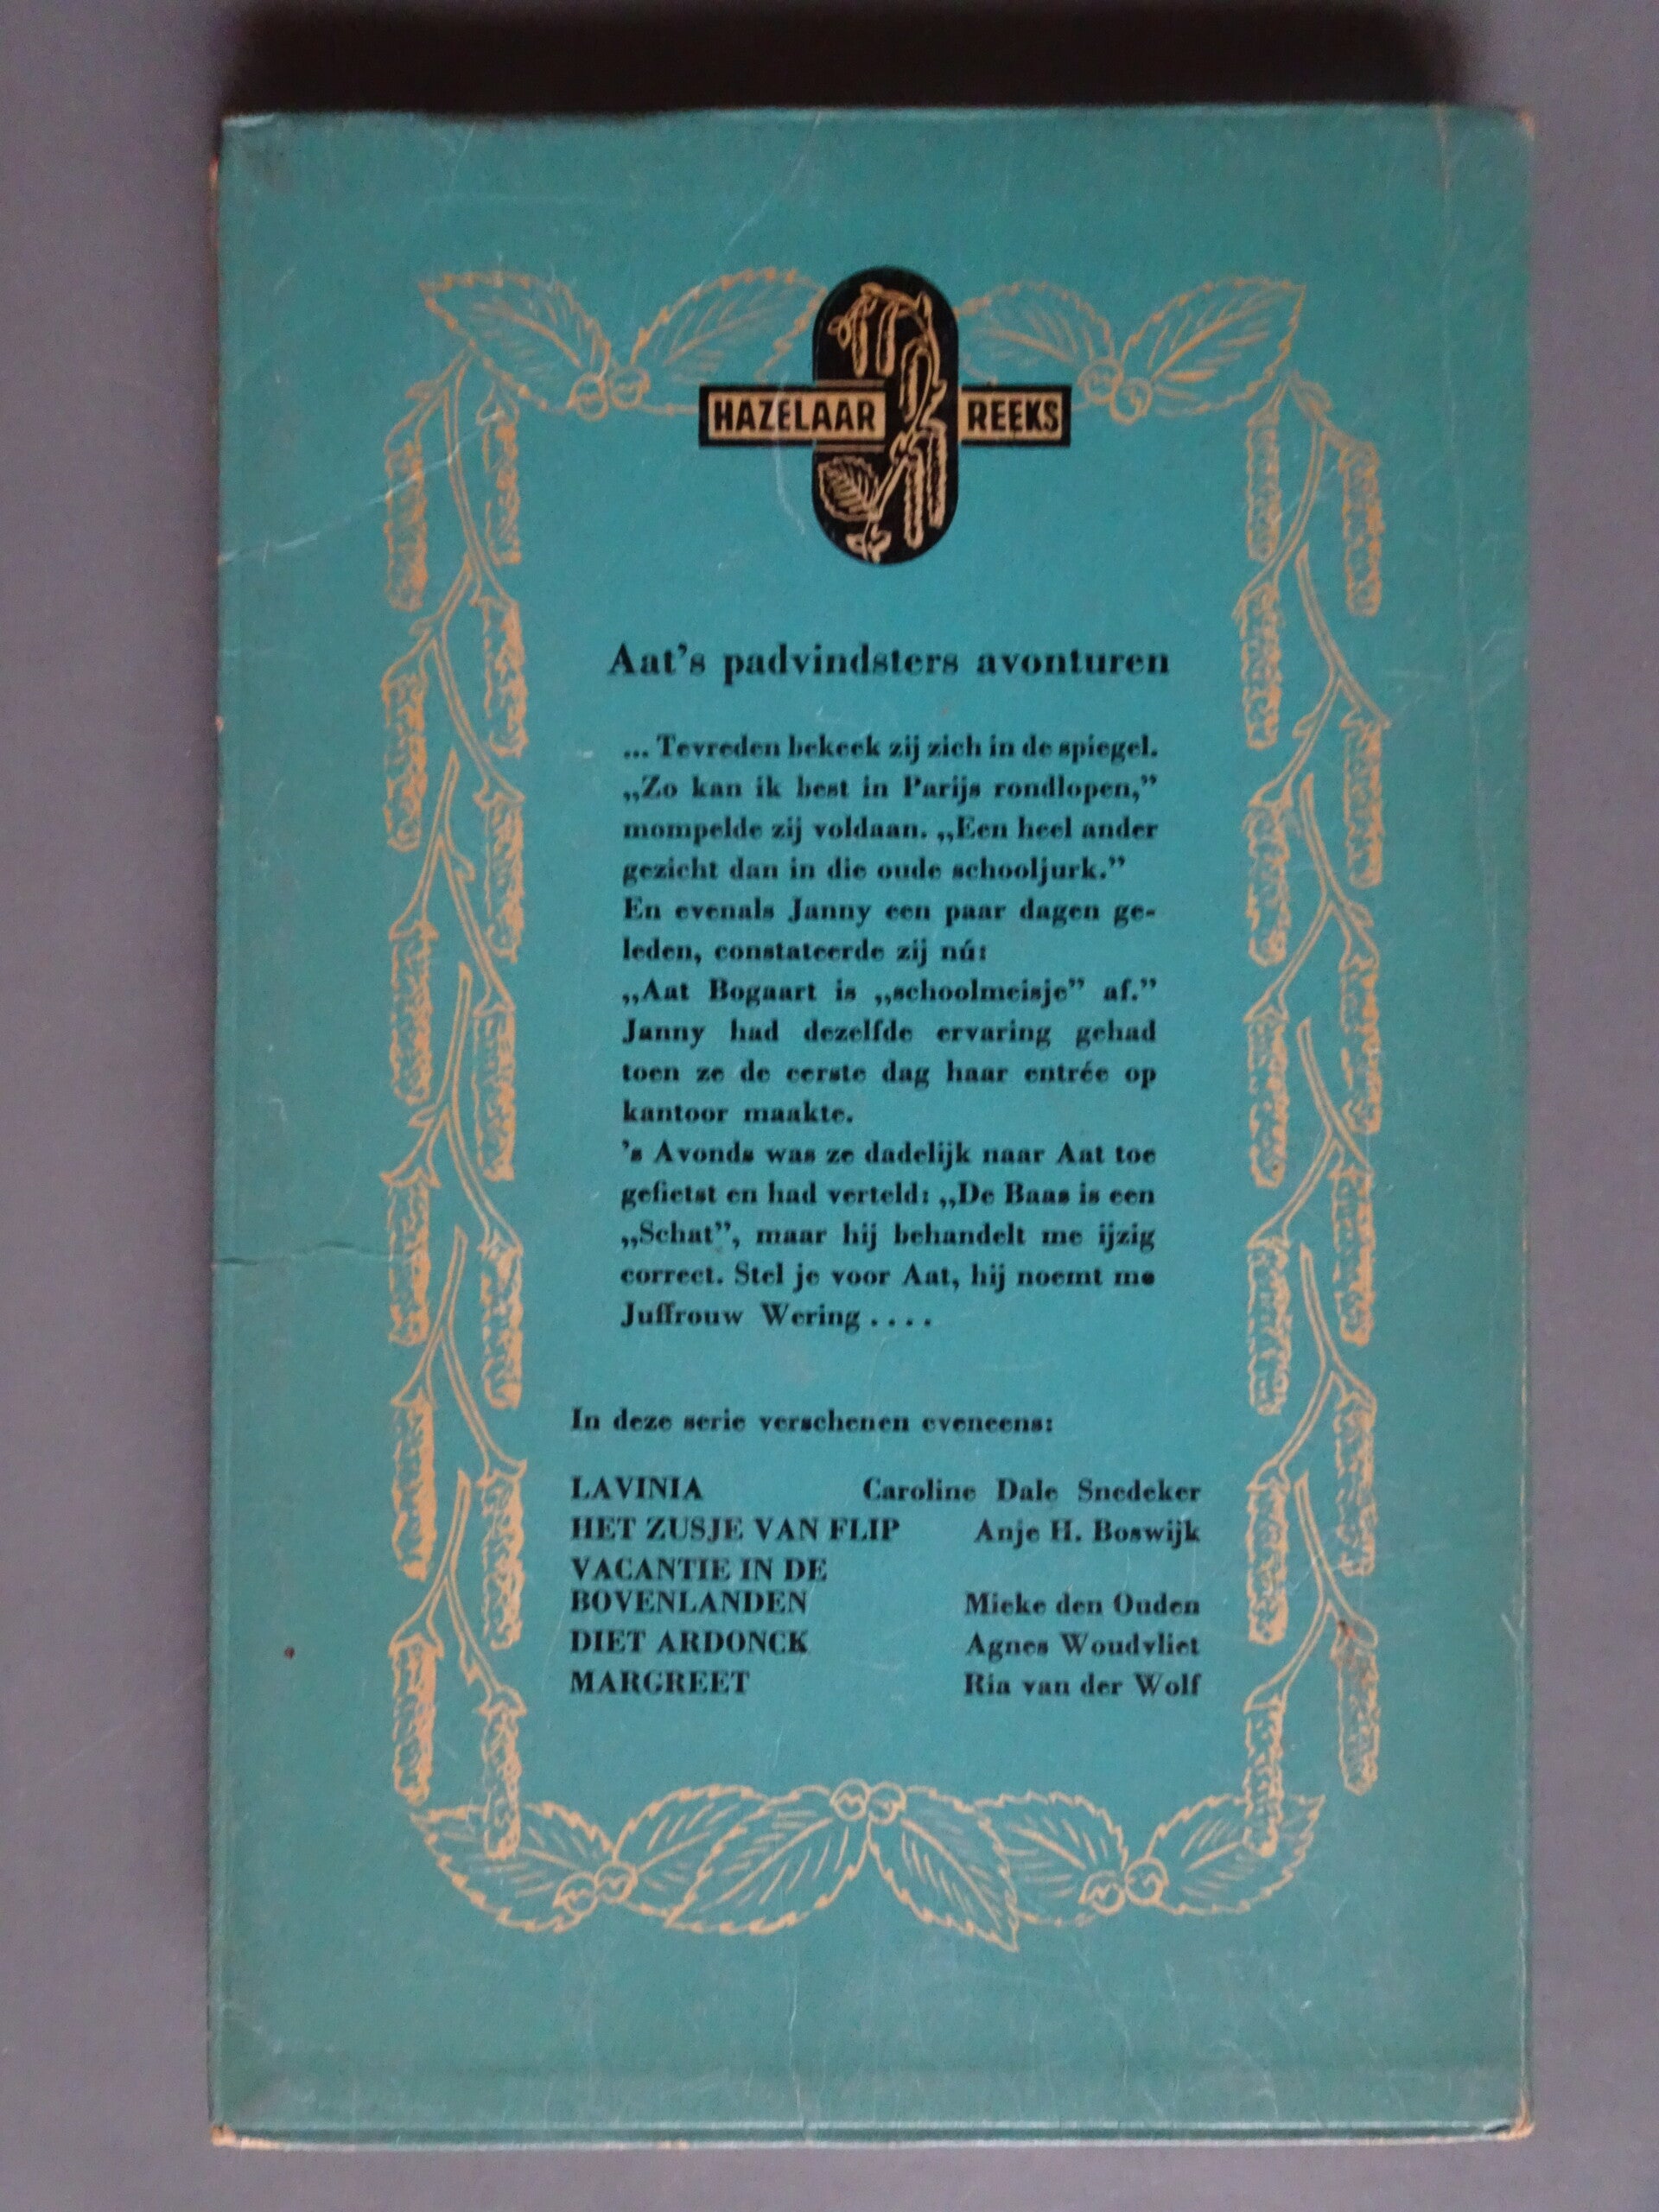 HAZELAAR REEKS
Aat's padvindsters avonturen
... Tevreden bekeek zij zich in de spiegel.
„Zo kan ik best in Parijs rondlopen,”
mompelde zij voldaan. „Een heel ander
gezicht dan in die oude schooljurk.”
En evenals Janny een paar dagen ge-
leden, constateerde zij nú:
„Aat Bogaart is „schoolmeisje” af.”
Janny had dezelfde ervaring gehad
toen ze de eerste dag haar entrée op
kantoor maakte.
's Avonds was ze dadelijk naar Aat toe
gefietst en had verteld: „De Baas is een
„Schat”, maar hij behandelt me ijzig
correct. Stel je voor Aat, hij noemt me
Juffrouw Wering . . . .
In deze serie verschenen eveneens:
LAVINIA Caroline Dale Snedeker
HET ZUSJE VAN FLIP Anje H. Boswijk
VACANTIE IN DE
BOVENLANDEN Mieke den Ouden
DIET ARDONCK Agnes Woudvliet
MARGREET Ria van der Wolf